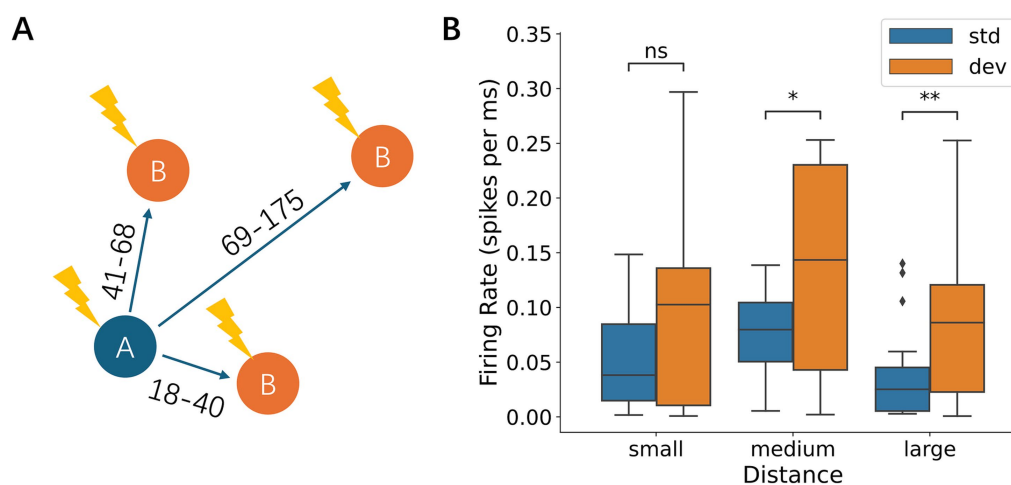 A
B
B
41-68
69-175
A
18-40
B
B
std
dev
ns
*
**
Firing Rate (spikes per ms)
0.35
0.30
0.25
0.20
0.15
0.10
0.05
0.00
small
medium
large
Distance